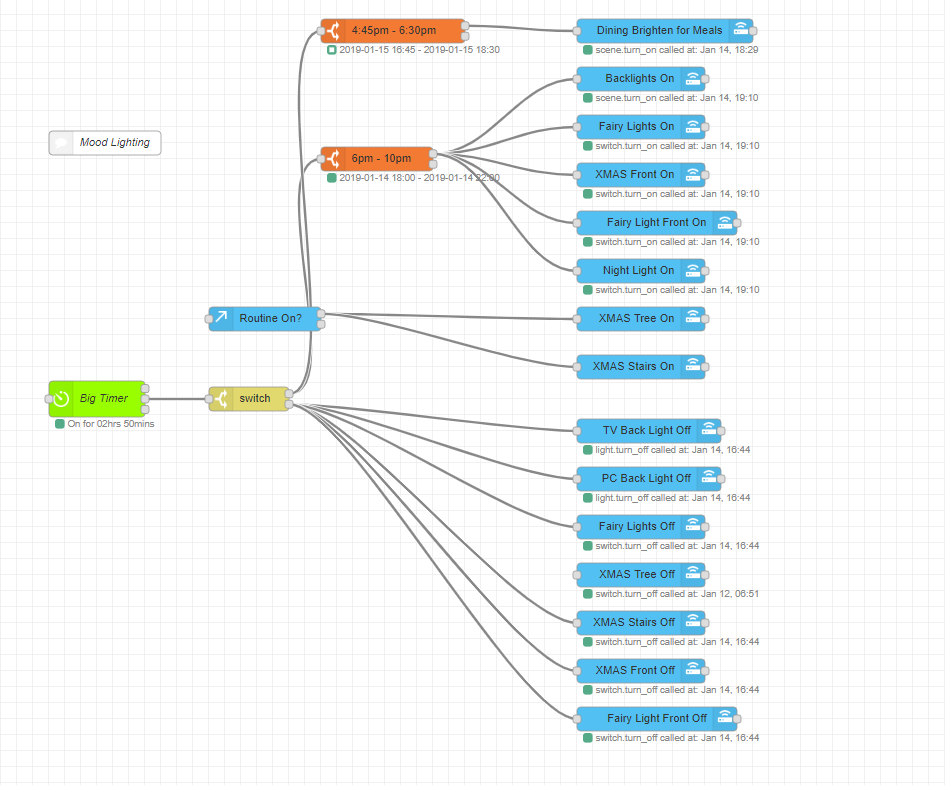 4:45pm - 6:30pm
2019-01-15 16:45 - 2019-01-15 18:30
Dining Brighten for Meals
scene.turn_on called at: Jan 14, 18:29
Backlights On
scene.turn_on called at: Jan 14, 19:10
Mood Lighting
Fairy Lights On
switch.turn_on called at: Jan 14, 19:10
6pm - 10pm
2019-01-14 18:00 - 2019-01-14 22:00
XMAS Front On
switch.turn_on called at: Jan 14, 19:10
Fairy Light Front On
switch.turn_on called at: Jan 14, 19:10
Night Light On
switch.turn_on called at: Jan 14, 19:10
Routine On?
XMAS Tree On
XMAS Stairs On
Big Timer
On for 02hrs 50mins
switch
TV Back Light Off
light.turn_off called at: Jan 14, 16:44
PC Back Light Off
light.turn_off called at: Jan 14, 16:44
Fairy Lights Off
switch.turn_off called at: Jan 14, 16:44
XMAS Tree Off
switch.turn_off called at: Jan 12, 06:51
XMAS Stairs Off
switch.turn_off called at: Jan 14, 16:44
XMAS Front Off
switch.turn_off called at: Jan 14, 16:44
Fairy Light Front Off
switch.turn_off called at: Jan 14, 16:44